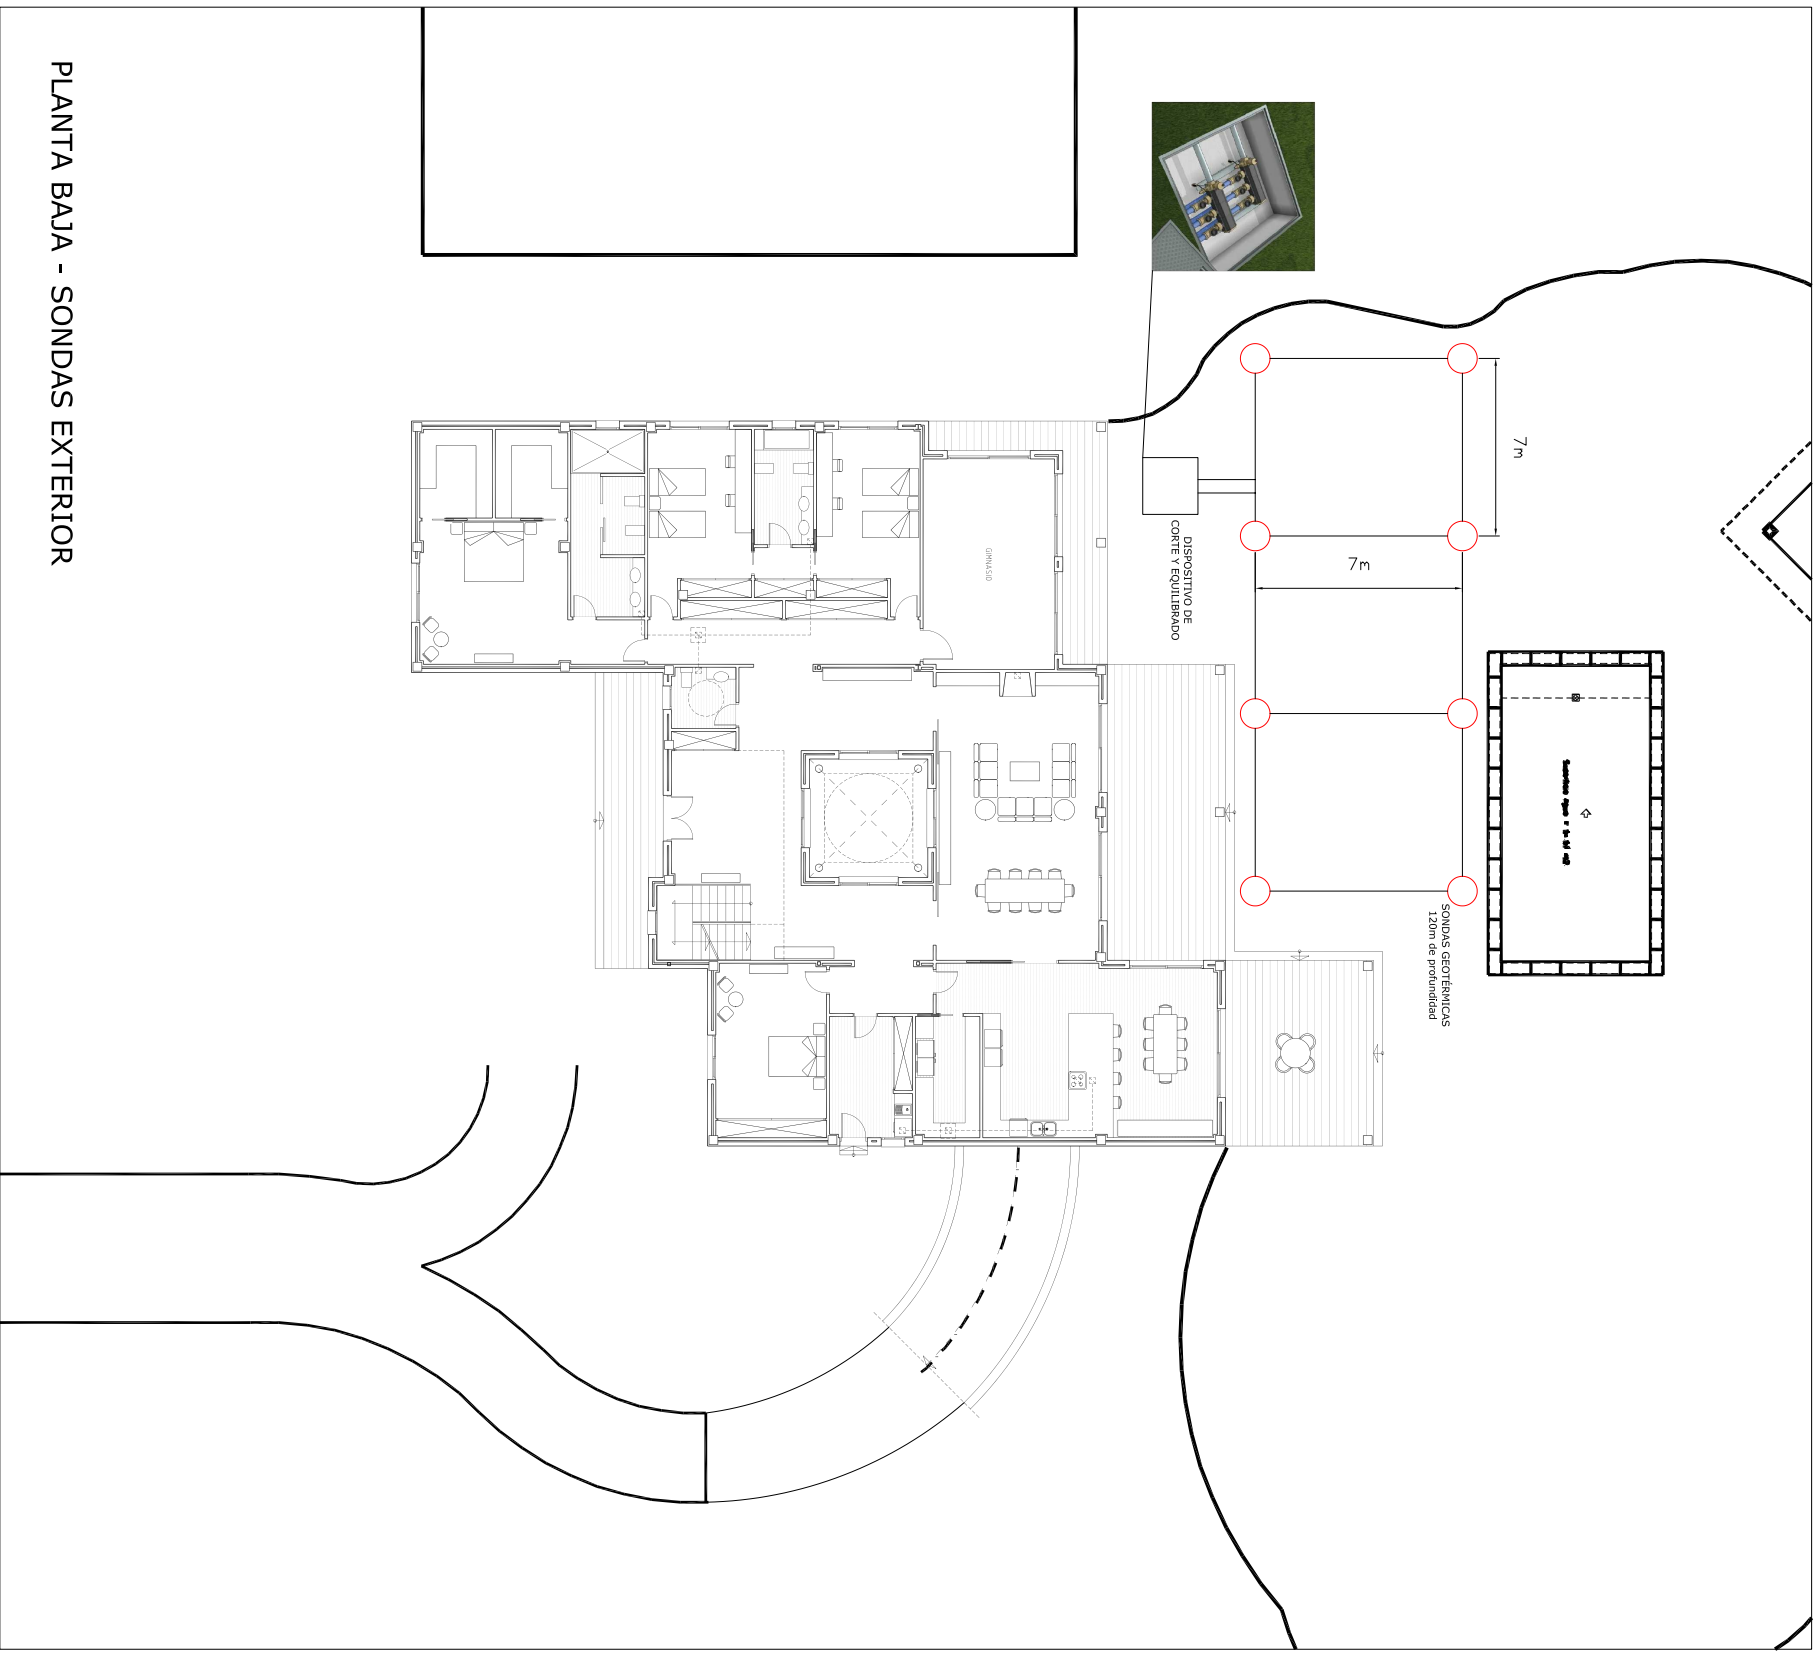 PLANTA BAJA - SONDAS EXTERIOR
7m
7m
DISPOSITIVO DE
CORTE Y EQUILIBRADO
GIMNASIO
SONDAS GEOTÉRMICAS
120m de profundidad